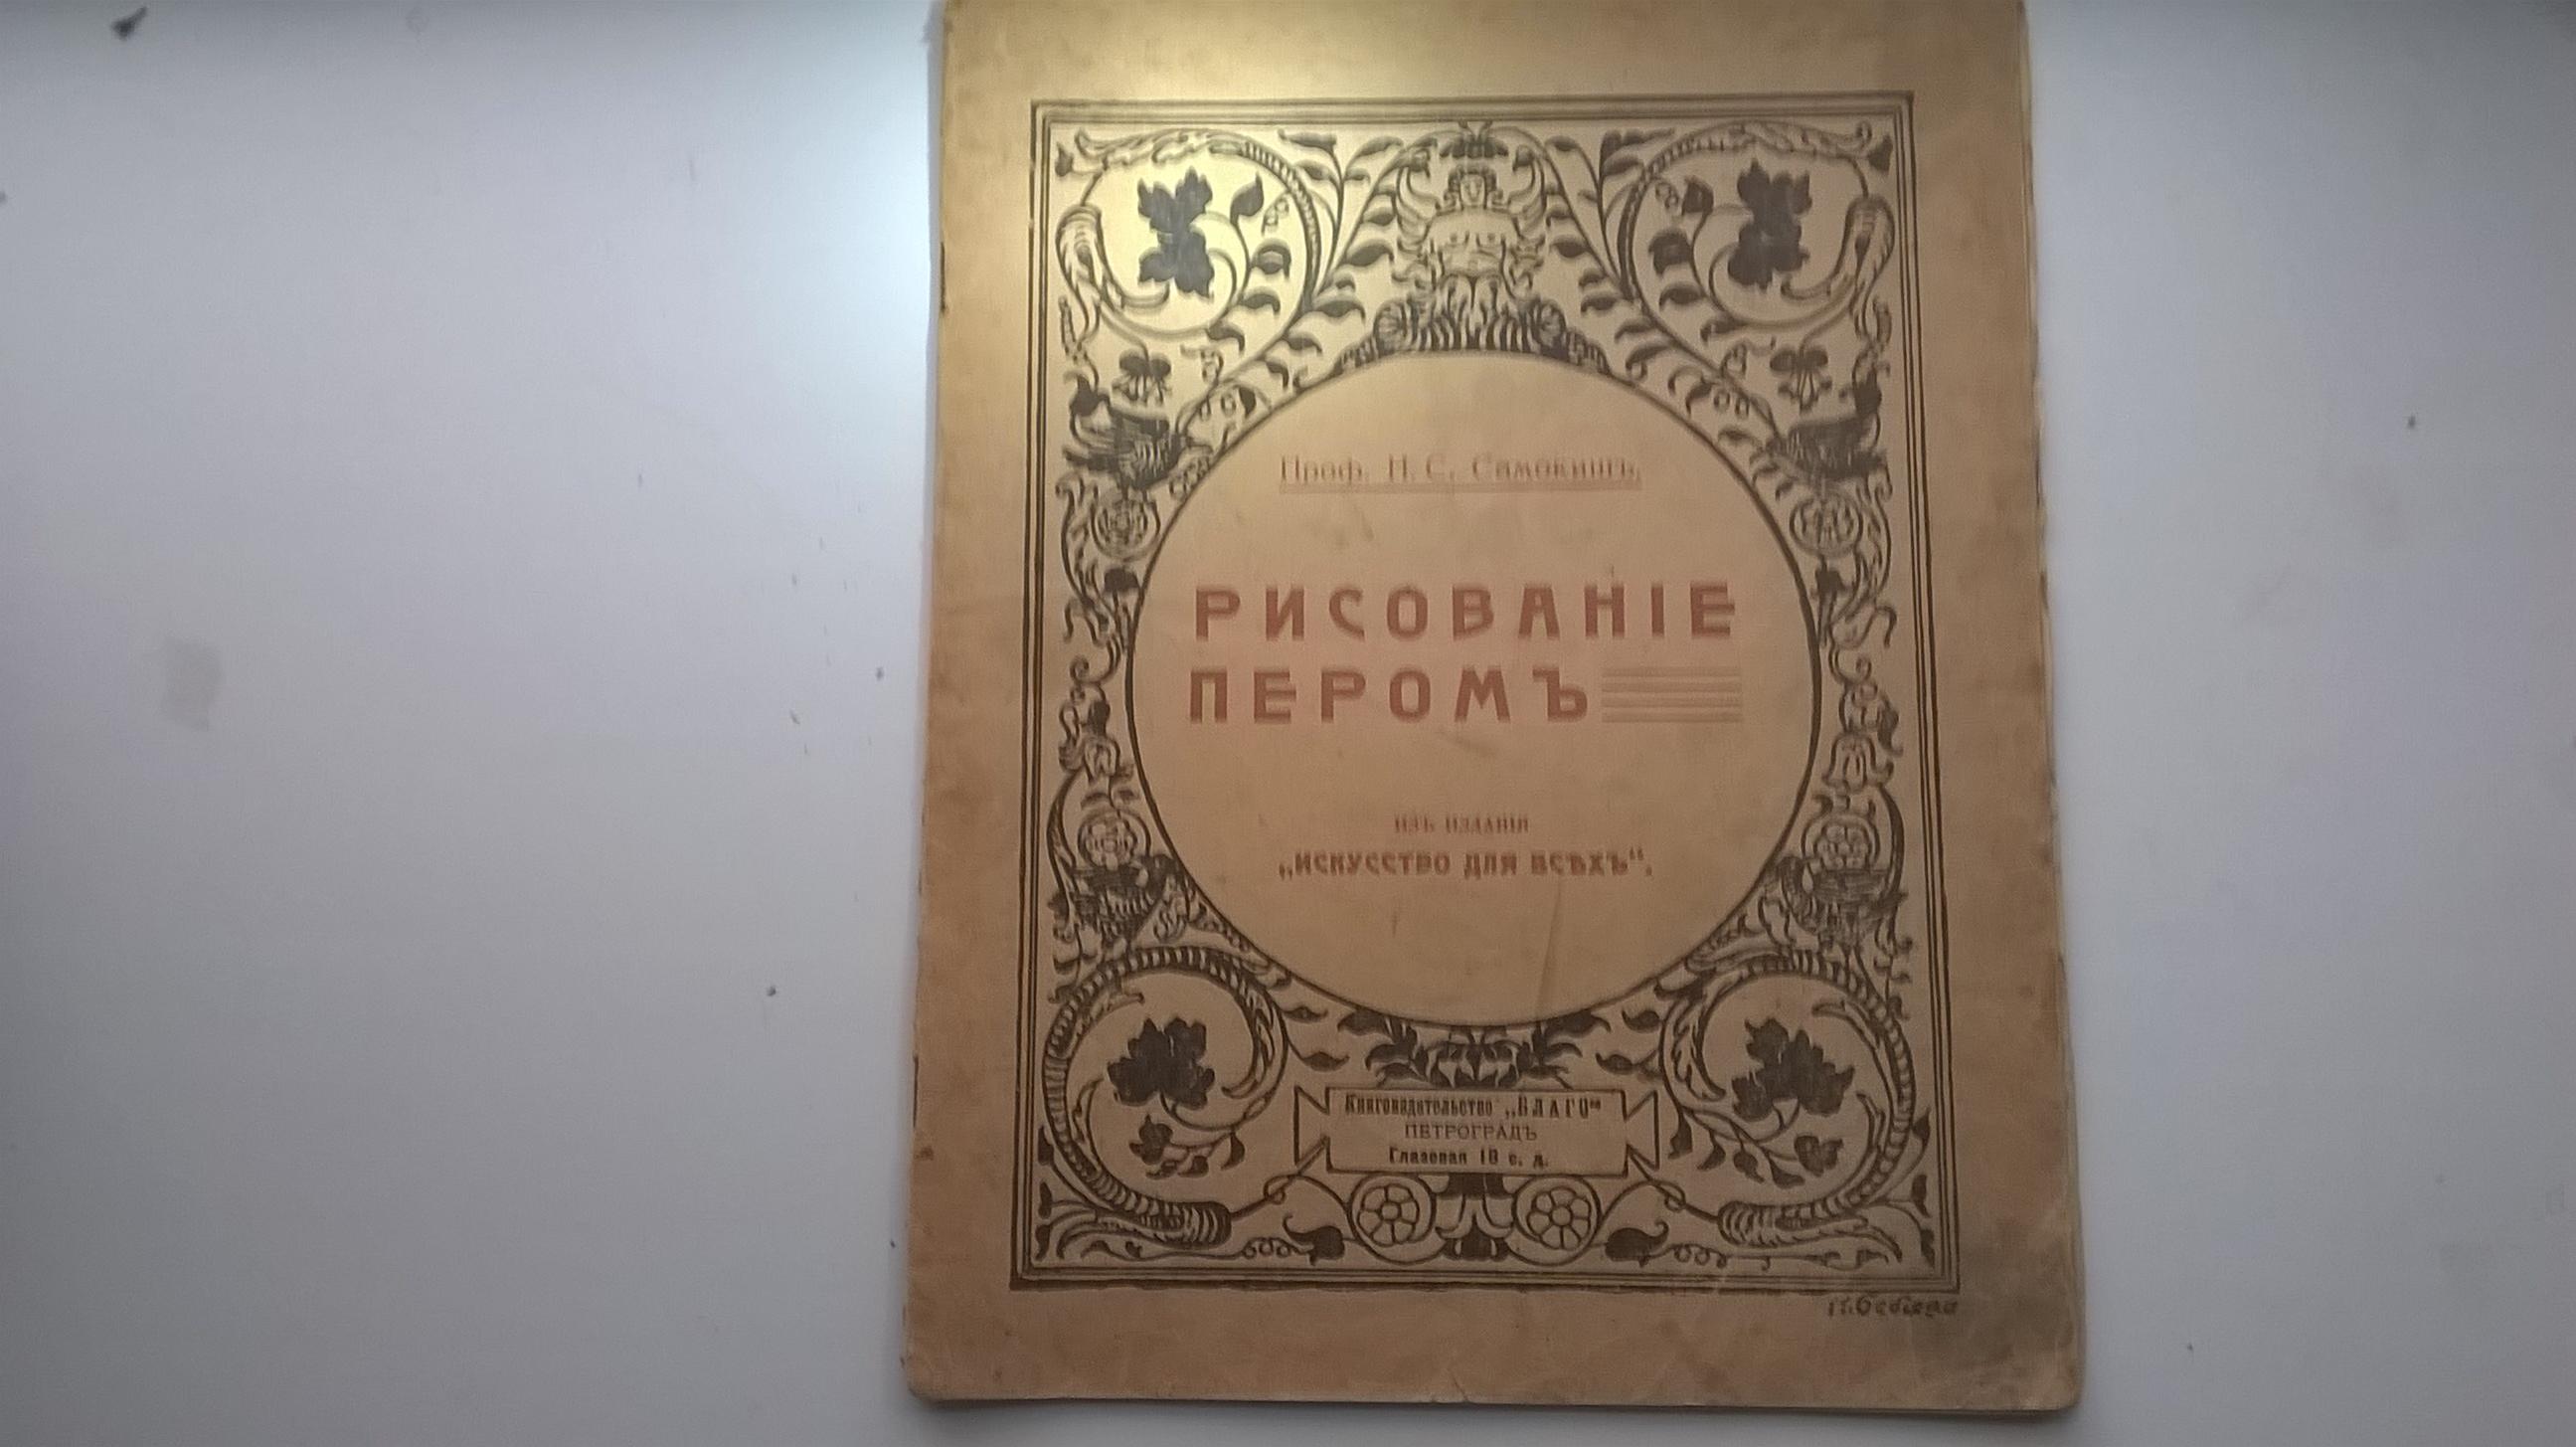 Проф. Н. С. Самокишъ.
РИСОВАНІЕ
ПЕРОМЪ
ИЗЪ ИЗДАНІЯ
„ИСКУССТВО ДЛЯ ВСѢХЪ“.
Книгоиздательство „БЛАГО“
ПЕТРОГРАДЪ
Глазовая 18 с. д.